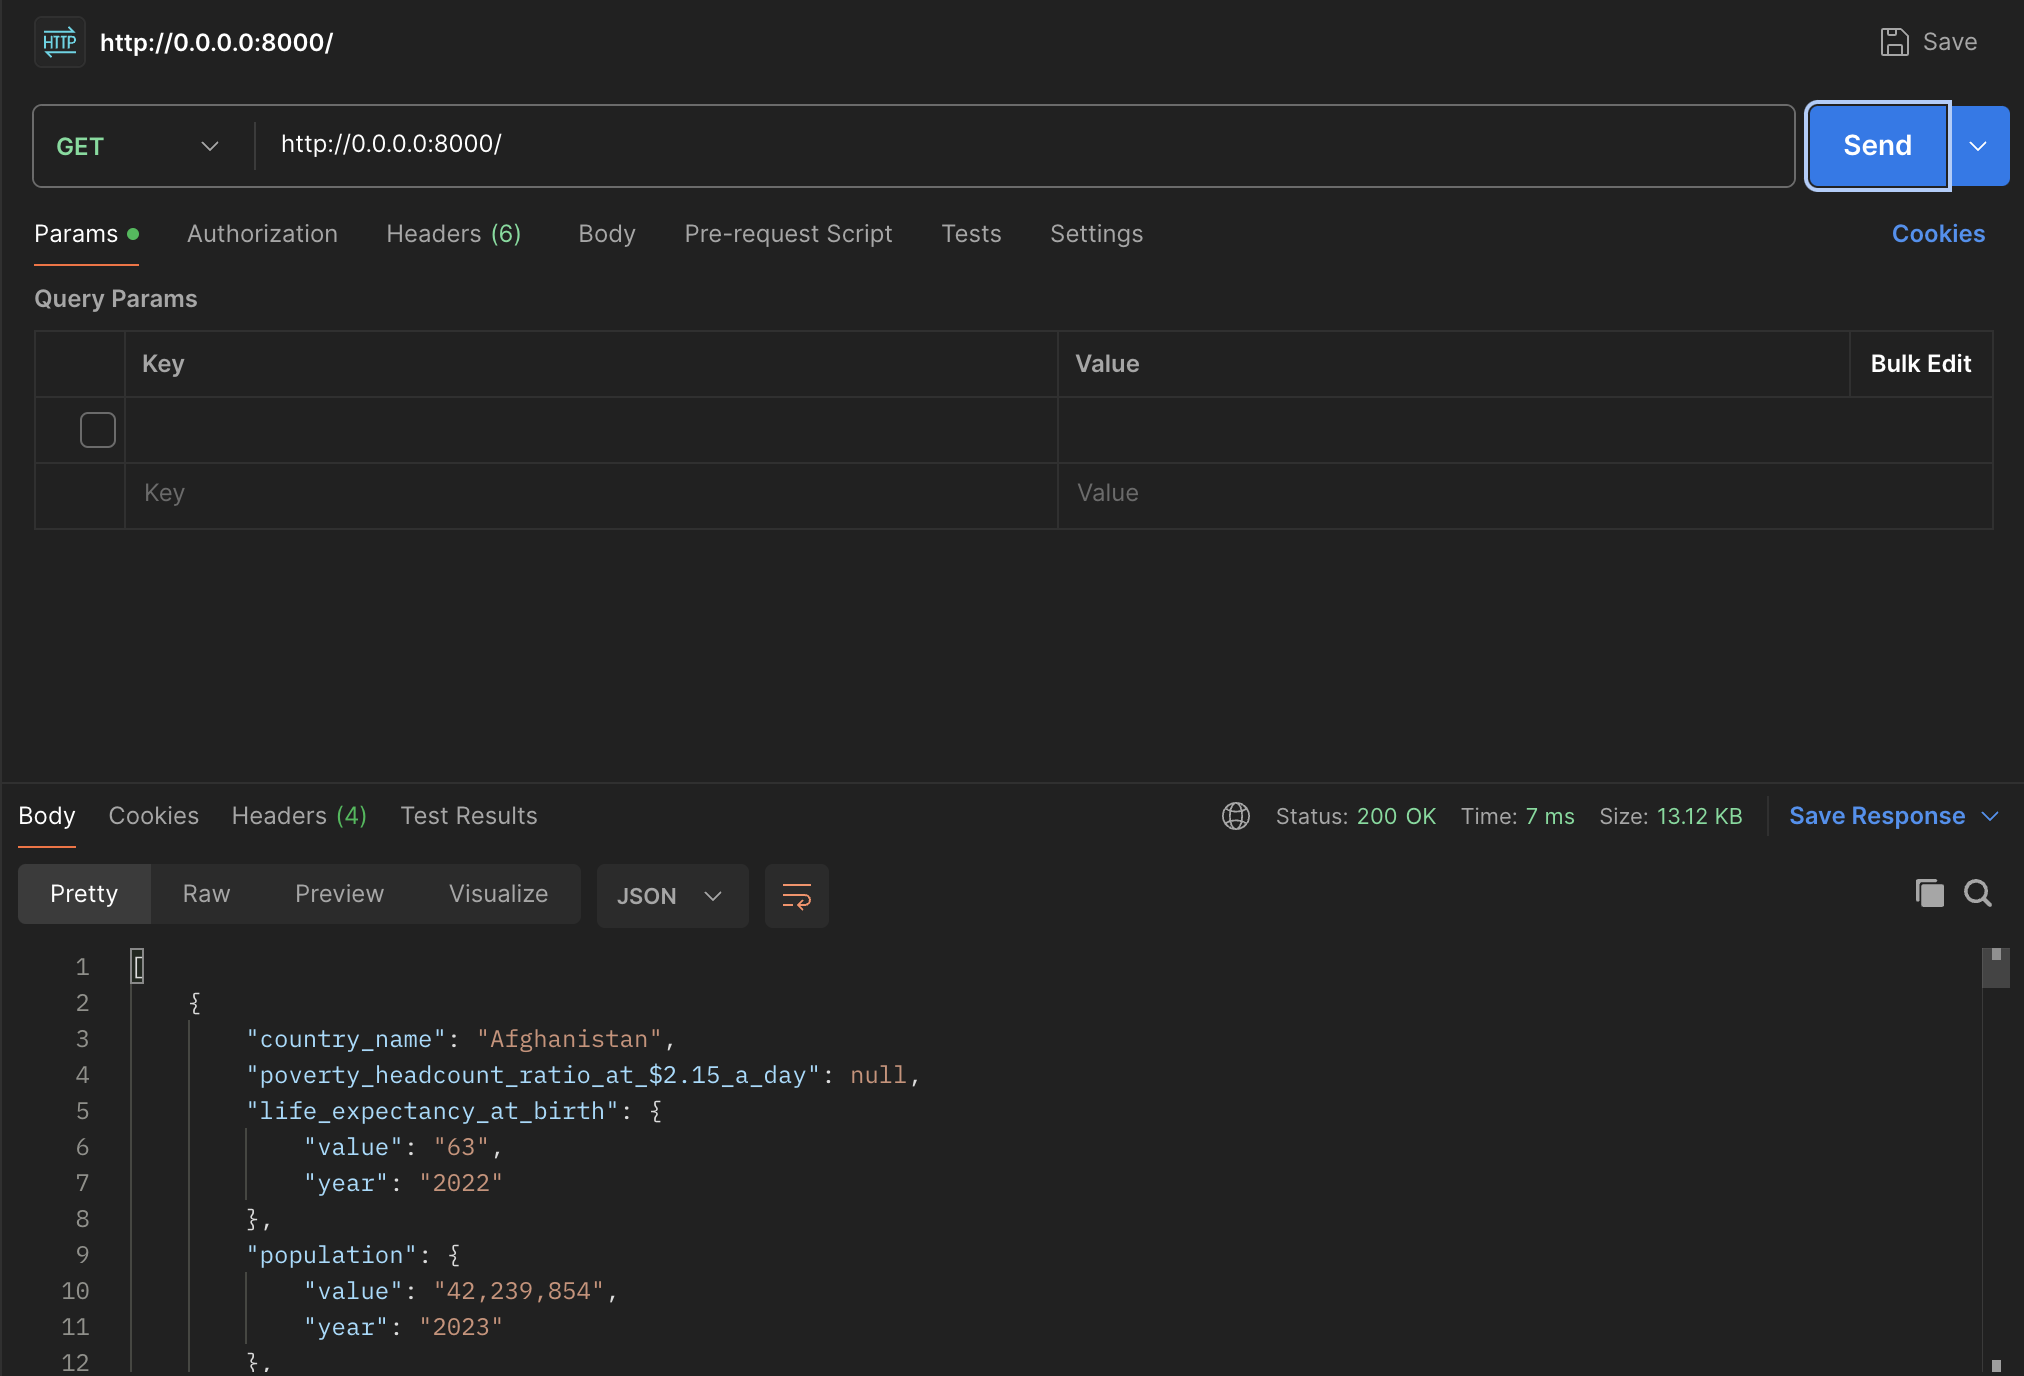 HTTP http://0.0.0.0:8000/ Save
GET http://0.0.0.0:8000/ Send
Params Authorization Headers (6) Body Pre-request Script Tests Settings Cookies
Query Params
Key Value Bulk Edit
Key Value
Body Cookies Headers (4) Test Results Status: 200 OK Time: 7 ms Size: 13.12 KB Save Response
Pretty Raw Preview Visualize JSON
1 [
2 {
3 "country_name": "Afghanistan",
4 "poverty_headcount_ratio_at_$2.15_a_day": null,
5 "life_expectancy_at_birth": {
6 "value": "63",
7 "year": "2022"
8 },
9 "population": {
10 "value": "42,239,854",
11 "year": "2023"
12 },